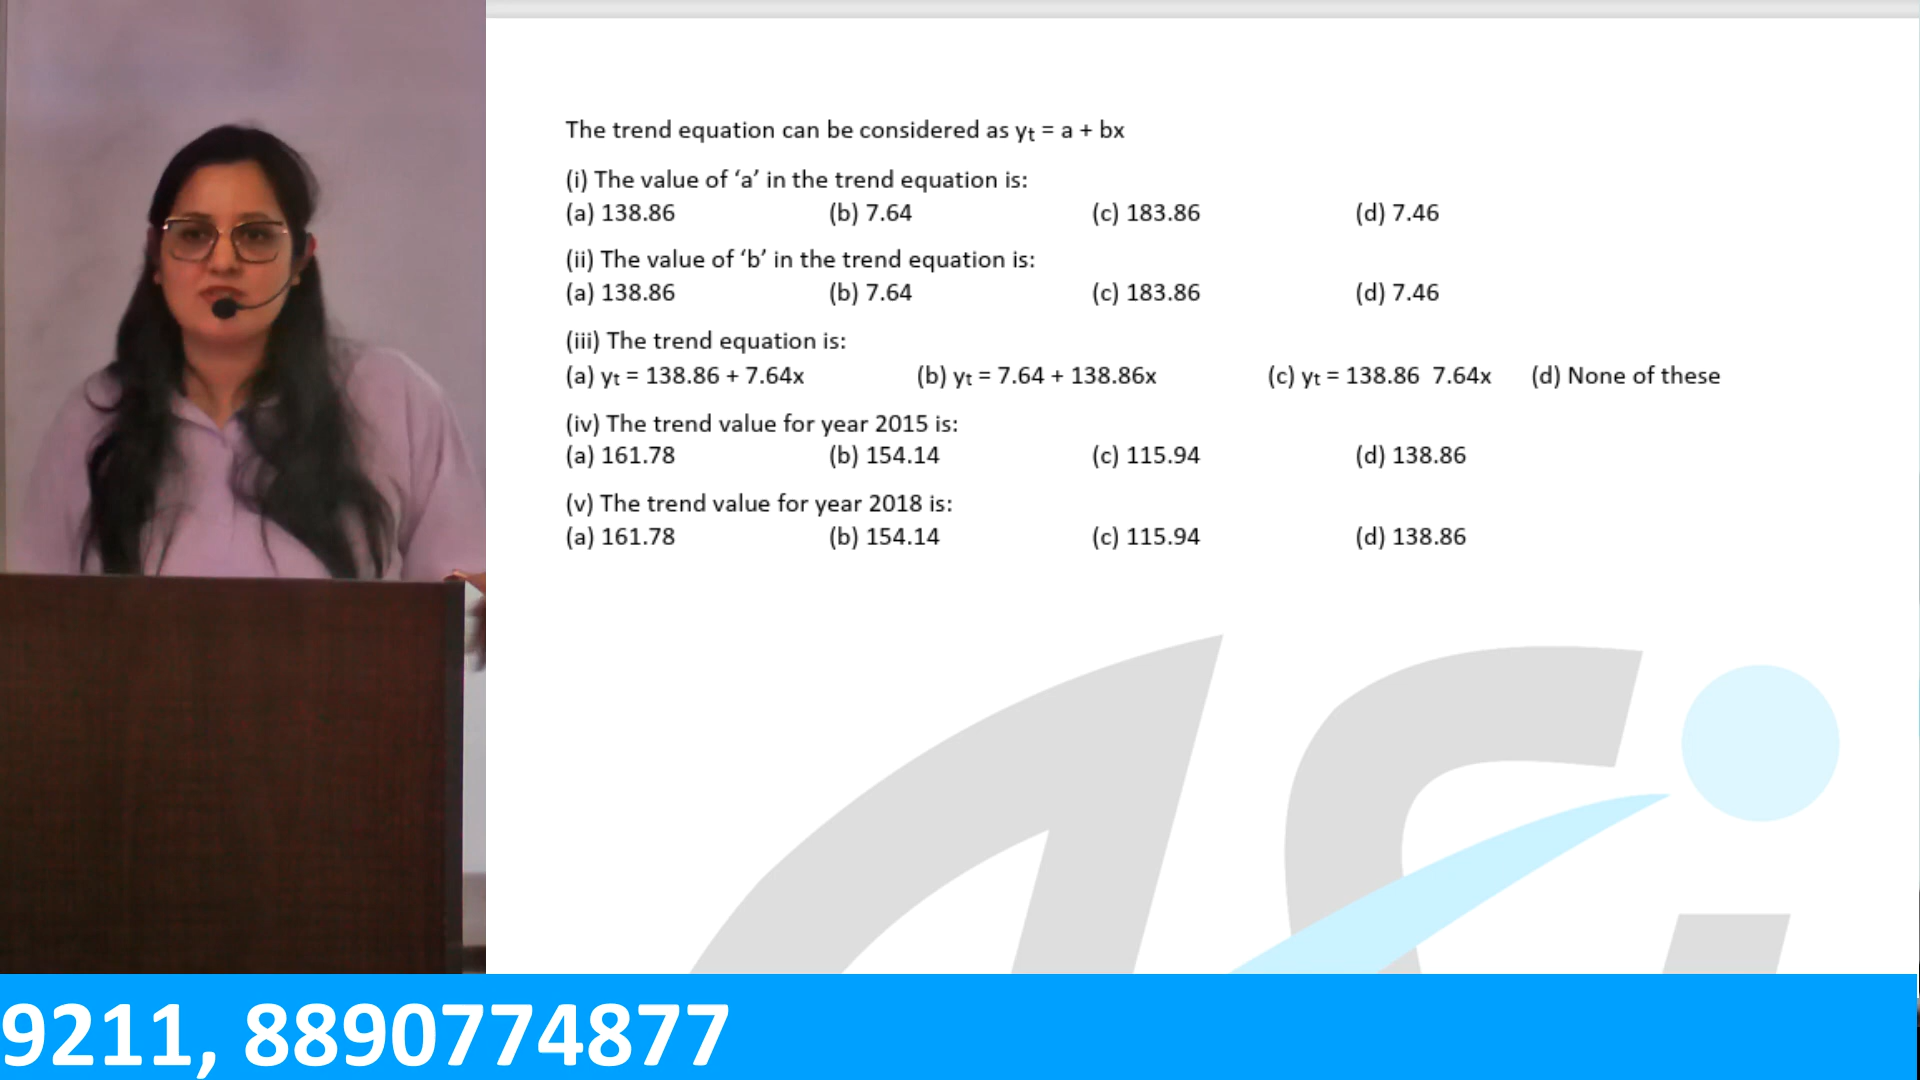 The trend equation can be considered as yt = a + bx
(i) The value of ‘a’ in the trend equation is:
(a) 138.86 (b) 7.64 (c) 183.86 (d) 7.46
(ii) The value of ‘b’ in the trend equation is:
(a) 138.86 (b) 7.64 (c) 183.86 (d) 7.46
(iii) The trend equation is:
(a) yt = 138.86 + 7.64x (b) yt = 7.64 + 138.86x (c) yt = 138.86 7.64x (d) None of these
(iv) The trend value for year 2015 is:
(a) 161.78 (b) 154.14 (c) 115.94 (d) 138.86
(v) The trend value for year 2018 is:
(a) 161.78 (b) 154.14 (c) 115.94 (d) 138.86
9211, 8890774877